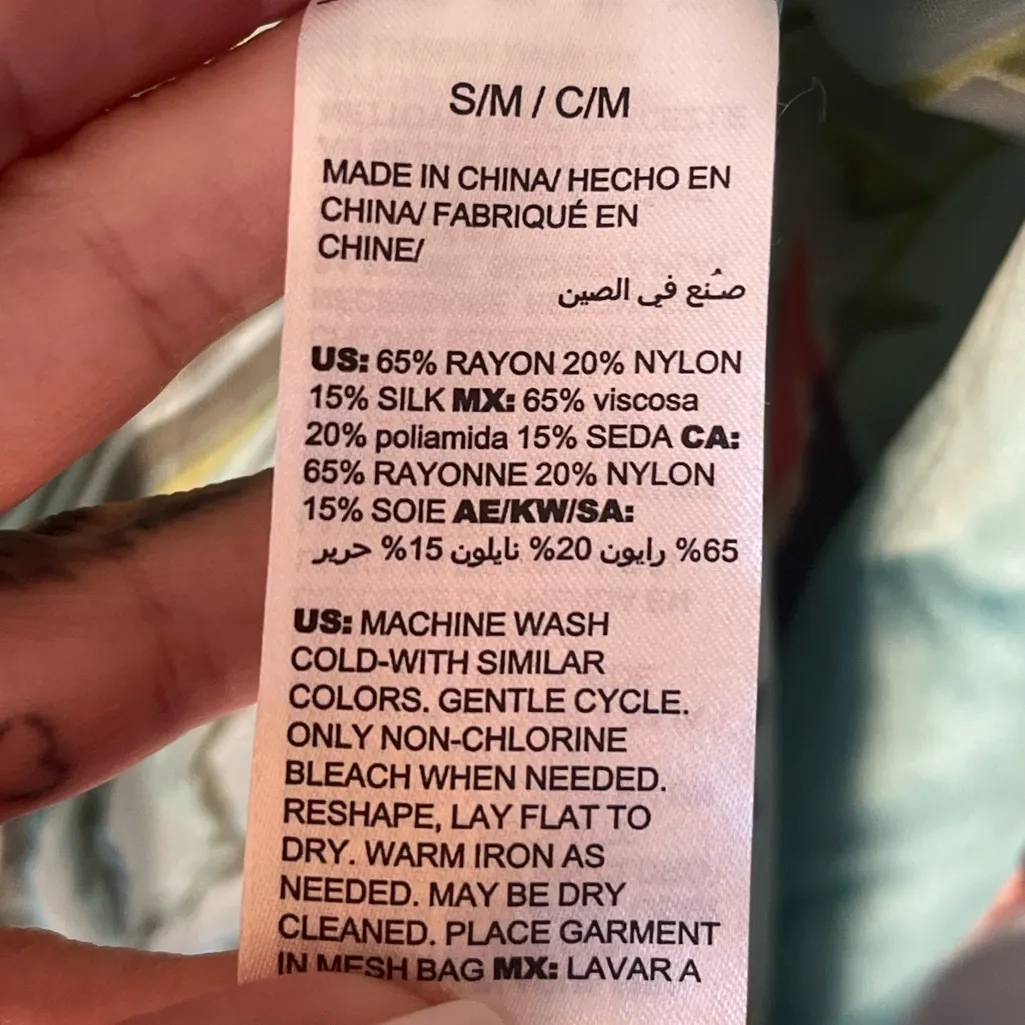 S/M / C/M
MADE IN CHINA/ HECHO EN
CHINA/ FABRIQUÉ EN
CHINE/
صُنع في الصين
US: 65% RAYON 20% NYLON
15% SILK MX: 65% viscosa
20% poliamida 15% SEDA CA:
65% RAYONNE 20% NYLON
15% SOIE AE/KW/SA:
65% رايون 20% نايلون 15% حرير
US: MACHINE WASH
COLD-WITH SIMILAR
COLORS. GENTLE CYCLE.
ONLY NON-CHLORINE
BLEACH WHEN NEEDED.
RESHAPE, LAY FLAT TO
DRY. WARM IRON AS
NEEDED. MAY BE DRY
CLEANED. PLACE GARMENT
IN MESH BAG MX: LAVAR A